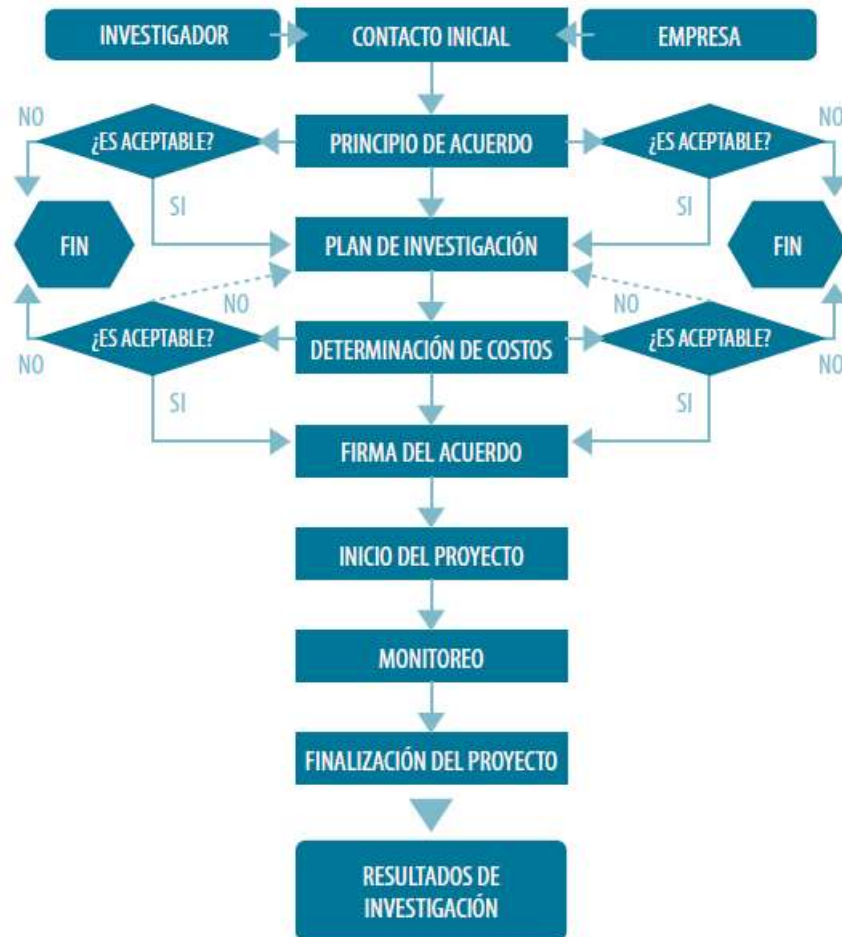 INVESTIGADOR
CONTACTO INICIAL
EMPRESA
NO
¿ES ACEPTABLE?
PRINCIPIO DE ACUERDO
¿ES ACEPTABLE?
NO
SI
SI
FIN
PLAN DE INVESTIGACIÓN
FIN
NO
NO
¿ES ACEPTABLE?
DETERMINACIÓN DE COSTOS
¿ES ACEPTABLE?
NO
NO
SI
SI
FIRMA DEL ACUERDO
INICIO DEL PROYECTO
MONITOREO
FINALIZACIÓN DEL PROYECTO
RESULTADOS DE
INVESTIGACIÓN